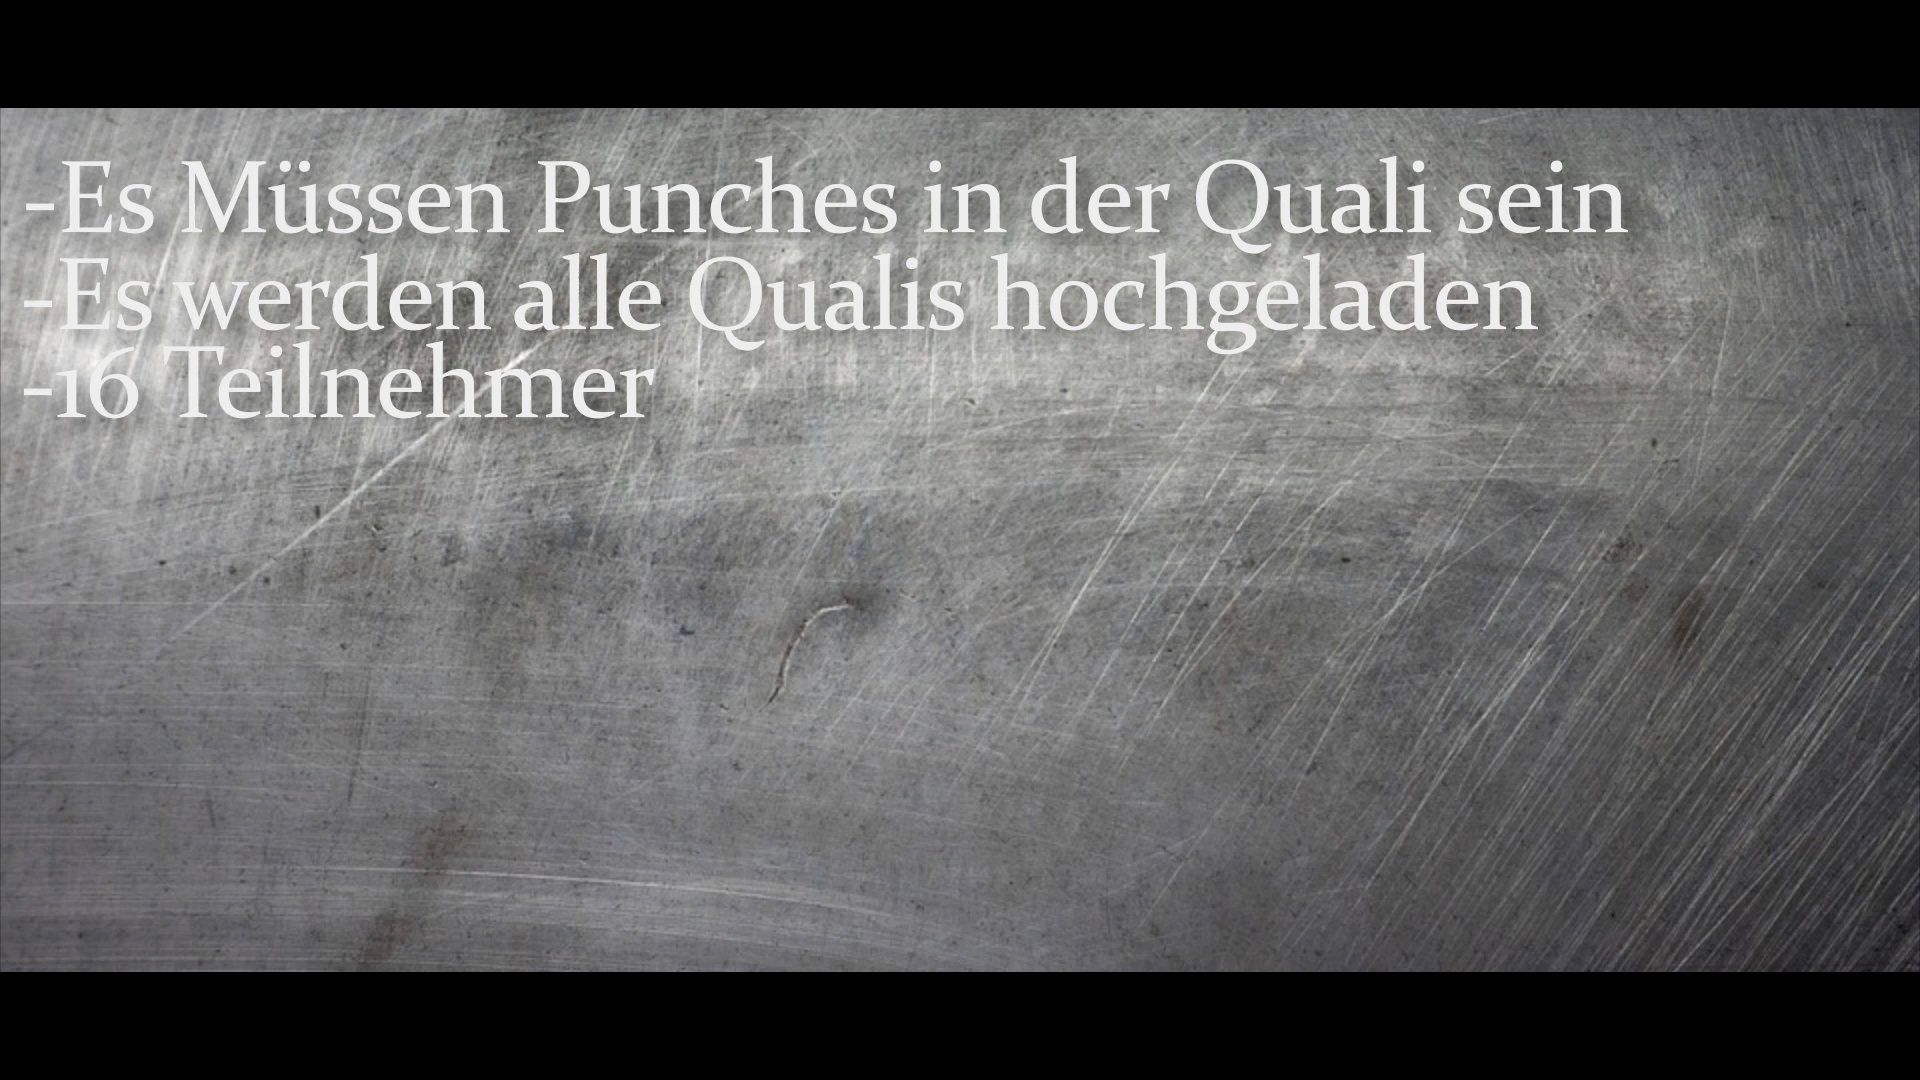 -Es Müssen Punches in der Quali sein
-Es werden alle Qualis hochgeladen
-16 Teilnehmer